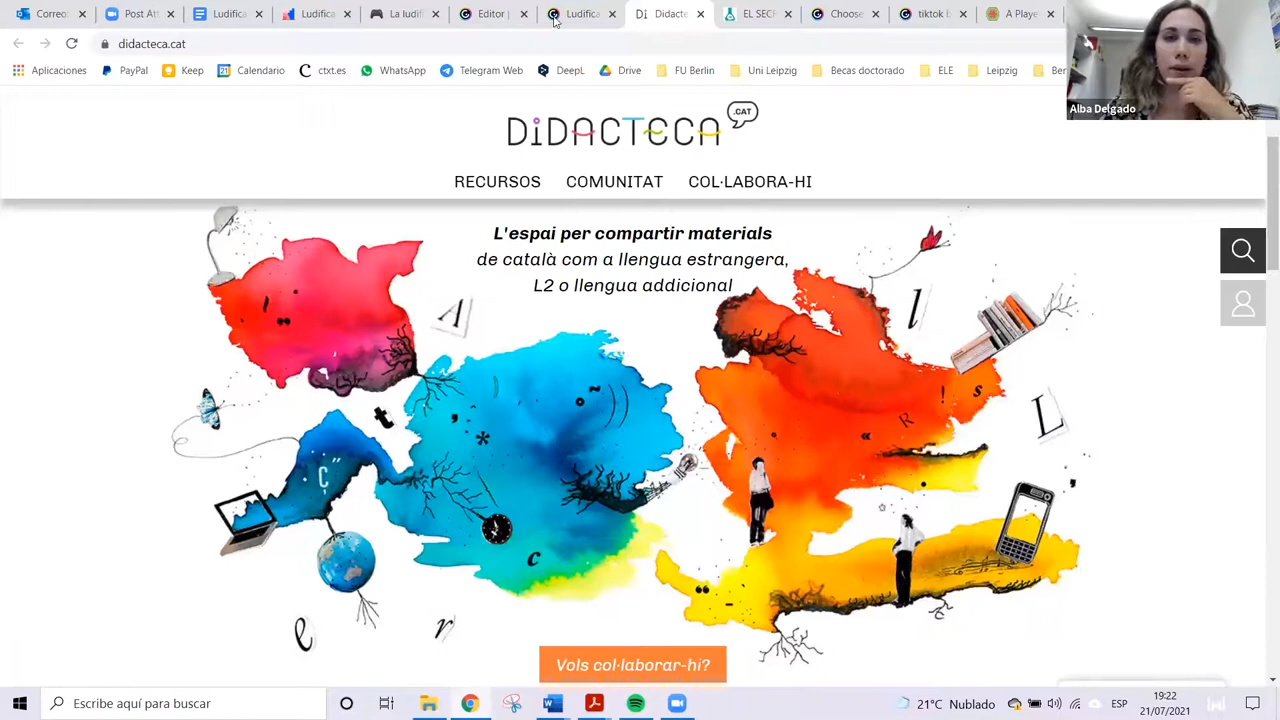 Correo:
Post Att
Ludifica
Ludifica
La ludifi
Editor
Ludifica
Didacte
EL SECR
Choose
tiktok b
A Playe
didacteca.cat
Aplicaciones
PayPal
Keep
Calendario
ctxt.es
WhatsApp
Telegram Web
DeepL
Drive
FU Berlin
Uni Leipzig
Becas doctorado
ELE
Leipzig
Ber
Alba Delgado
DiDACTECA
.CAT
RECURSOS
COMUNITAT
COL·LABORA-HI
L'espai per compartir materials
de català com a llengua estrangera,
L2 o llengua addicional
A
l
t
s
R
L
Ç
c
e
r
Vols col·laborar-hi?
Escribe aquí para buscar
21°C Nublado
ESP
19:22
21/07/2021